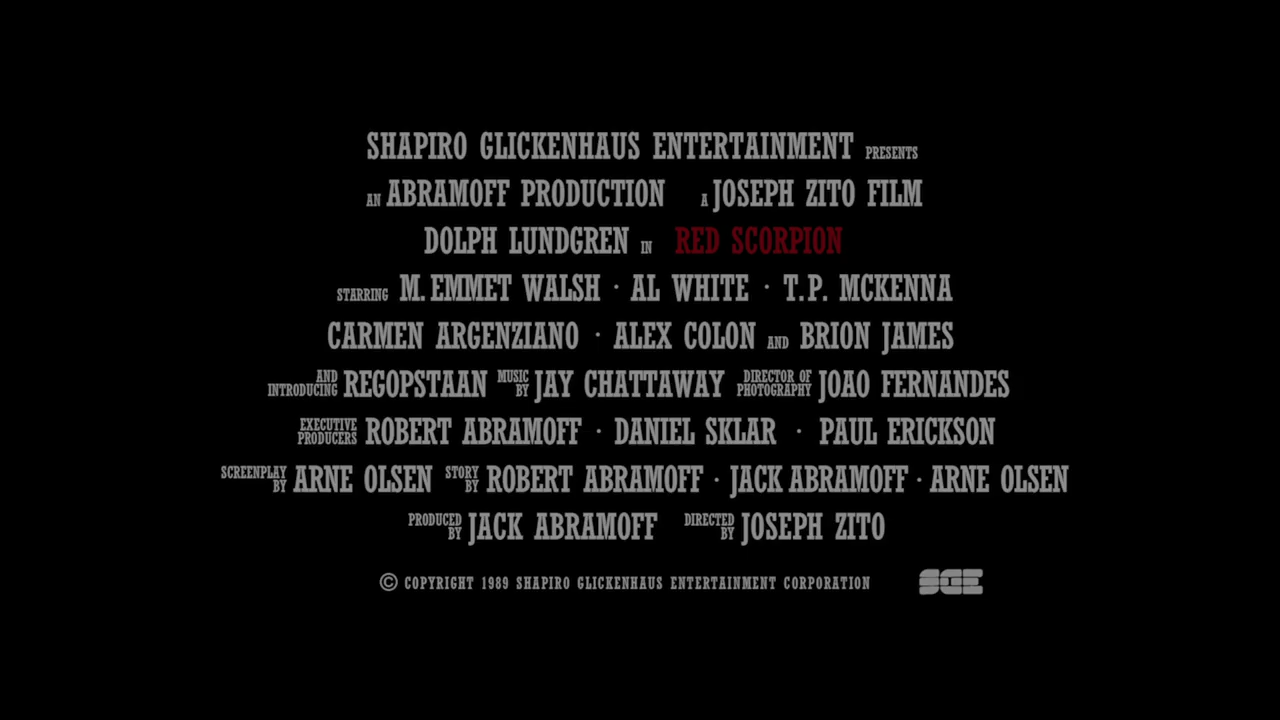 SHAPIRO GLICKENHAUS ENTERTAINMENT PRESENTS
AN ABRAMOFF PRODUCTION A JOSEPH ZITO FILM
DOLPH LUNDGREN IN RED SCORPION
STARRING M. EMMET WALSH · AL WHITE · T.P. MCKENNA
CARMEN ARGENZIANO · ALEX COLON AND BRION JAMES
AND INTRODUCING REGOPSTAAN MUSIC BY JAY CHATTAWAY DIRECTOR OF PHOTOGRAPHY JOAO FERNANDES
EXECUTIVE PRODUCERS ROBERT ABRAMOFF · DANIEL SKLAR · PAUL ERICKSON
SCREENPLAY BY ARNE OLSEN STORY BY ROBERT ABRAMOFF · JACK ABRAMOFF · ARNE OLSEN
PRODUCED BY JACK ABRAMOFF DIRECTED BY JOSEPH ZITO
© COPYRIGHT 1989 SHAPIRO GLICKENHAUS ENTERTAINMENT CORPORATION SGE